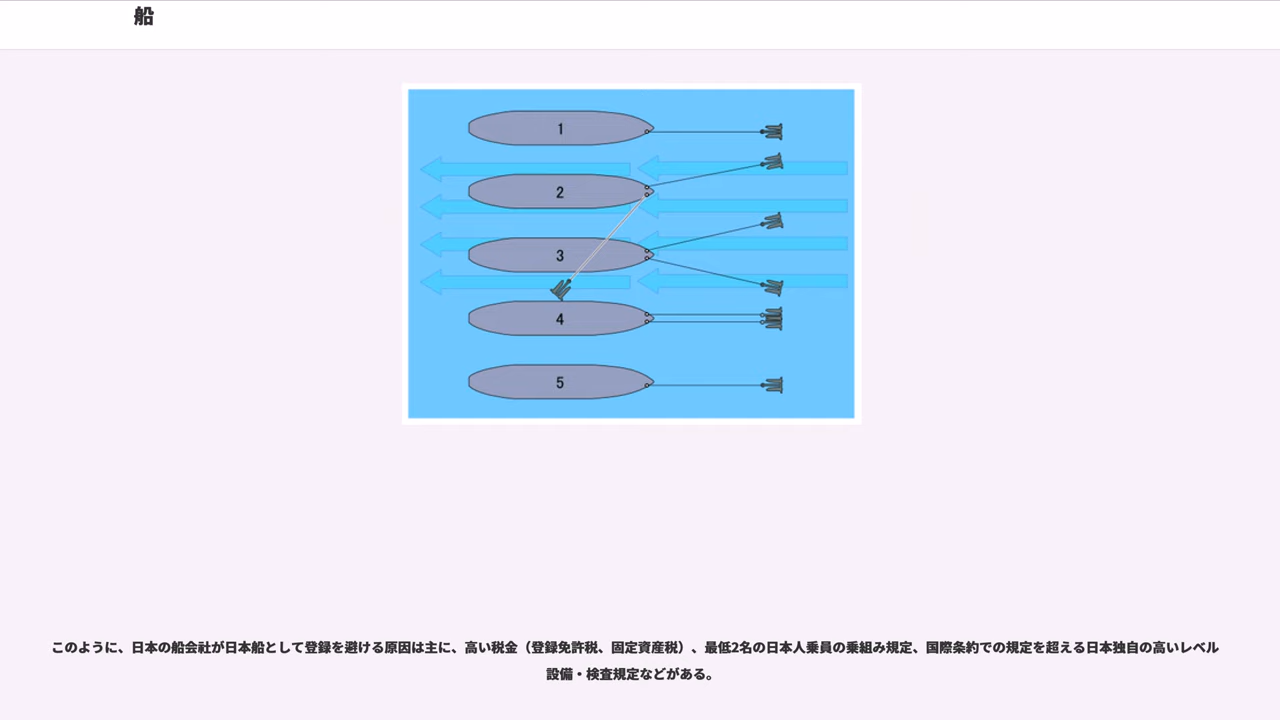 船
1
2
3
4
5
このように、日本の船会社が日本船として登録を避ける原因は主に、高い税金（登録免許税、固定資産税）、最低2名の日本人乗員の乗組み規定、国際条約での規定を超える日本独自の高いレベル
設備・検査規定などがある。